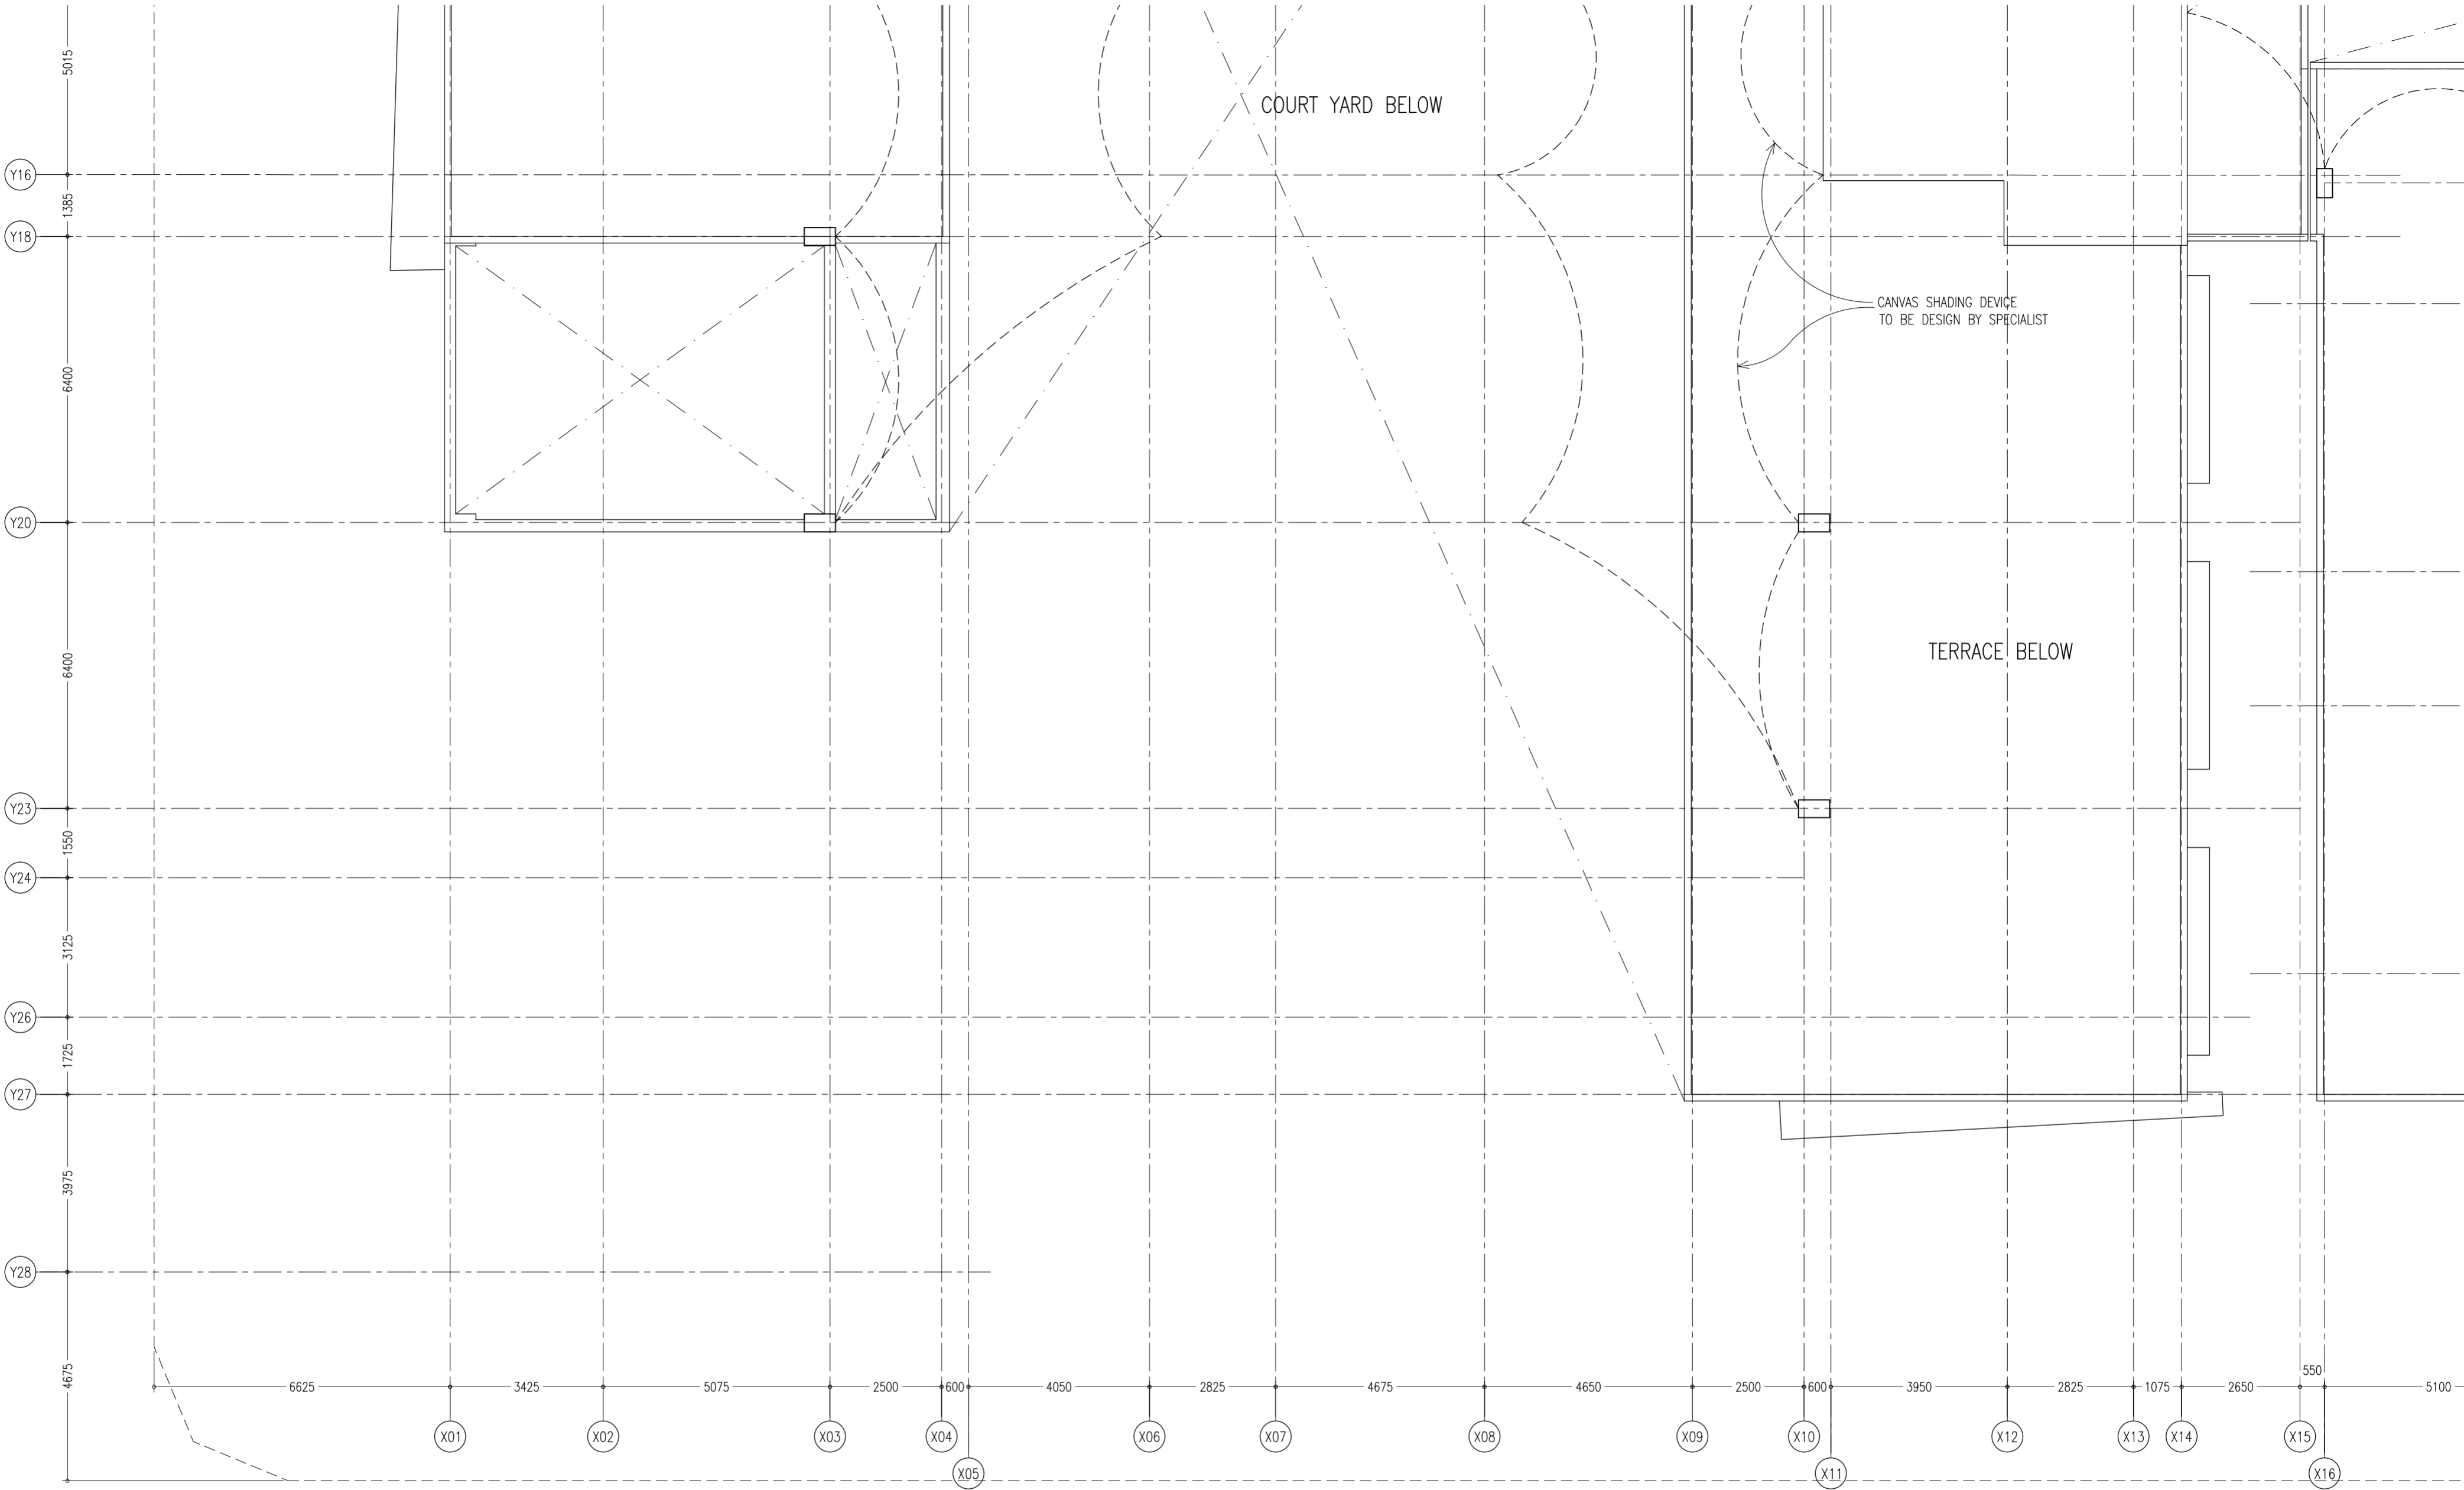 5015
COURT YARD BELOW
Y16
1385
Y18
CANVAS SHADING DEVICE
TO BE DESIGN BY SPECIALIST
6400
Y20
6400
TERRACE BELOW
Y23
1550
Y24
3125
Y26
1725
Y27
3975
Y28
4675
550
6625 3425 5075 2500 600 4050 2825 4675 4650 2500 600 3950 2825 1075 2650 5100
X01 X02 X03 X04 X06 X07 X08 X09 X10 X12 X13 X14 X15
X05 X11 X16